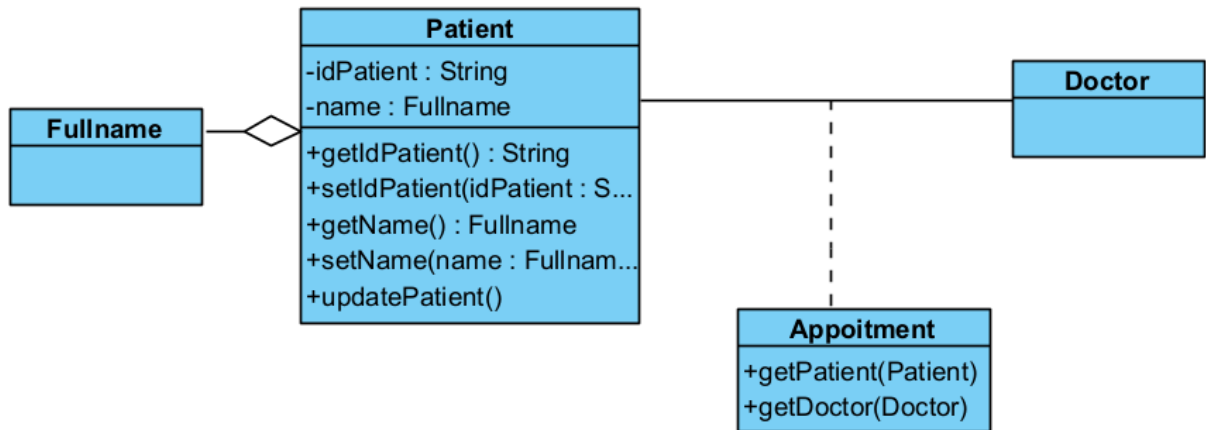 Fullname
Patient
-idPatient : String
-name : Fullname
+getIdPatient() : String
+setIdPatient(idPatient : S...
+getName() : Fullname
+setName(name : Fullnam...
+updatePatient()
Doctor
Appoitment
+getPatient(Patient)
+getDoctor(Doctor)